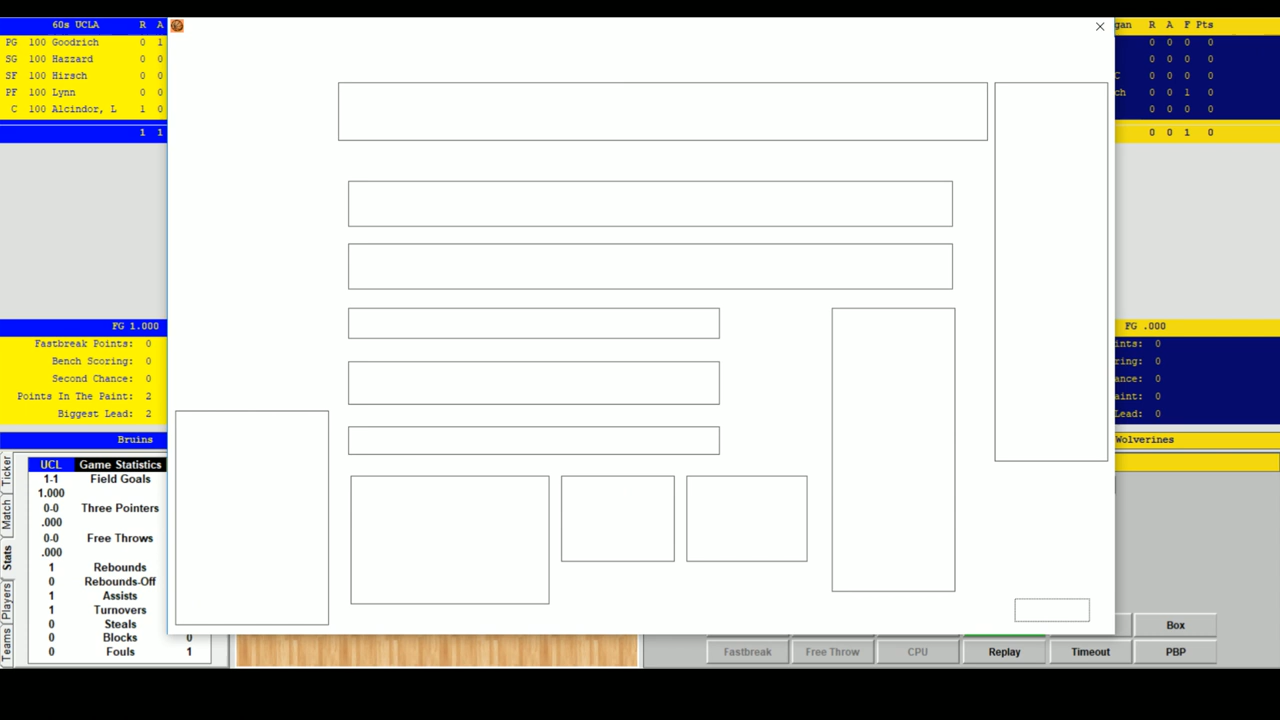 60s UCLA R A
PG 100 Goodrich 0 1
SG 100 Hazzard 0 0
SF 100 Hirsch 0 0
PF 100 Lynn 0 0
C 100 Alcindor, L 1 0
1 1
FG 1.000
Fastbreak Points: 0
Bench Scoring: 0
Second Chance: 0
Points In The Paint: 2
Biggest Lead: 2
Bruins
Ticker
Match
Stats
Players
Teams
UCL Game Statistics
1-1 Field Goals
1.000
0-0 Three Pointers
.000
0-0 Free Throws
.000
1 Rebounds
0 Rebounds-Off
1 Assists
1 Turnovers
0 Steals
0 Blocks 0
0 Fouls 1
gan R A F Pts
0 0 0 0
0 0 0 0
C 0 0 0 0
ch 0 0 1 0
0 0 0 0
0 0 1 0
FG .000
ints: 0
ring: 0
ance: 0
aint: 0
Lead: 0
Wolverines
Box
Fastbreak Free Throw CPU Replay Timeout PBP